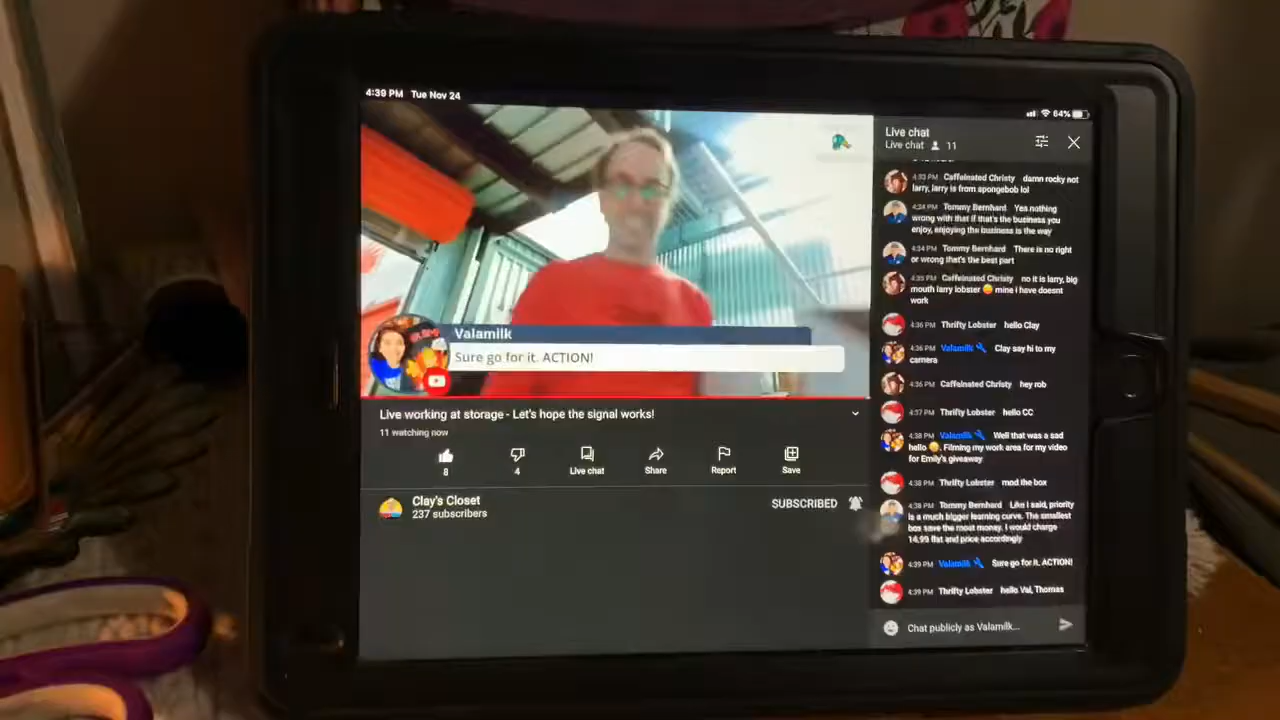 4:39 PM Tue Nov 24
64%
Valamilk
Sure go for it. ACTION!
Live working at storage - Let's hope the signal works!
11 watching now
8
4
Live chat
Share
Report
Save
Clay's Closet
237 subscribers
SUBSCRIBED
Live chat
Live chat 11
4:33 PM Caffeinated Christy damn rocky not
larry, larry is from spongebob lol
4:34 PM Tommy Bernhard Yea nothing
wrong with that if that's the business you
enjoy, enjoying the business is the way
4:34 PM Tommy Bernhard There is no right
or wrong that's the best part
4:35 PM Caffeinated Christy no it is larry, big
mouth larry lobster 😄 mine i have doesnt
work
4:36 PM Thrifty Lobster hello Clay
4:36 PM Valamilk Clay say hi to my
camera
4:36 PM Caffeinated Christy hey rob
4:37 PM Thrifty Lobster hello CC
4:38 PM Valamilk Well that was a sad
hello. Filming my work area for my video
for Emily's giveaway
4:38 PM Thrifty Lobster mod the box
4:38 PM Tommy Bernhard Like I said, priority
is a much bigger learning curve. The smallest
box save the most money. I would charge
14.99 flat and price accordingly
4:39 PM Valamilk Sure go for it. ACTION!
4:39 PM Thrifty Lobster hello Val, Thomas
Chat publicly as Valamilk...